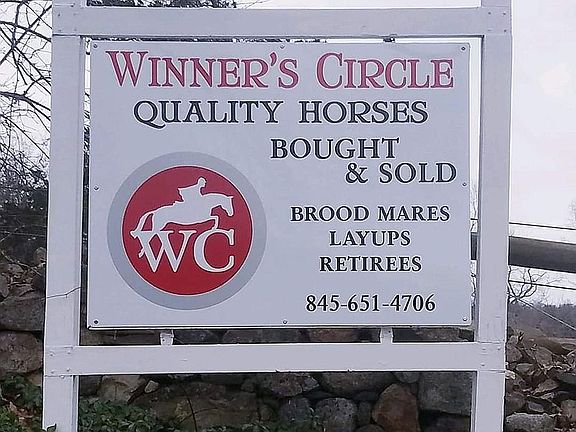 WINNER'S CIRCLE
QUALITY HORSES
BOUGHT
& SOLD
WC
BROOD MARES
LAYUPS
RETIREES
845-651-4706